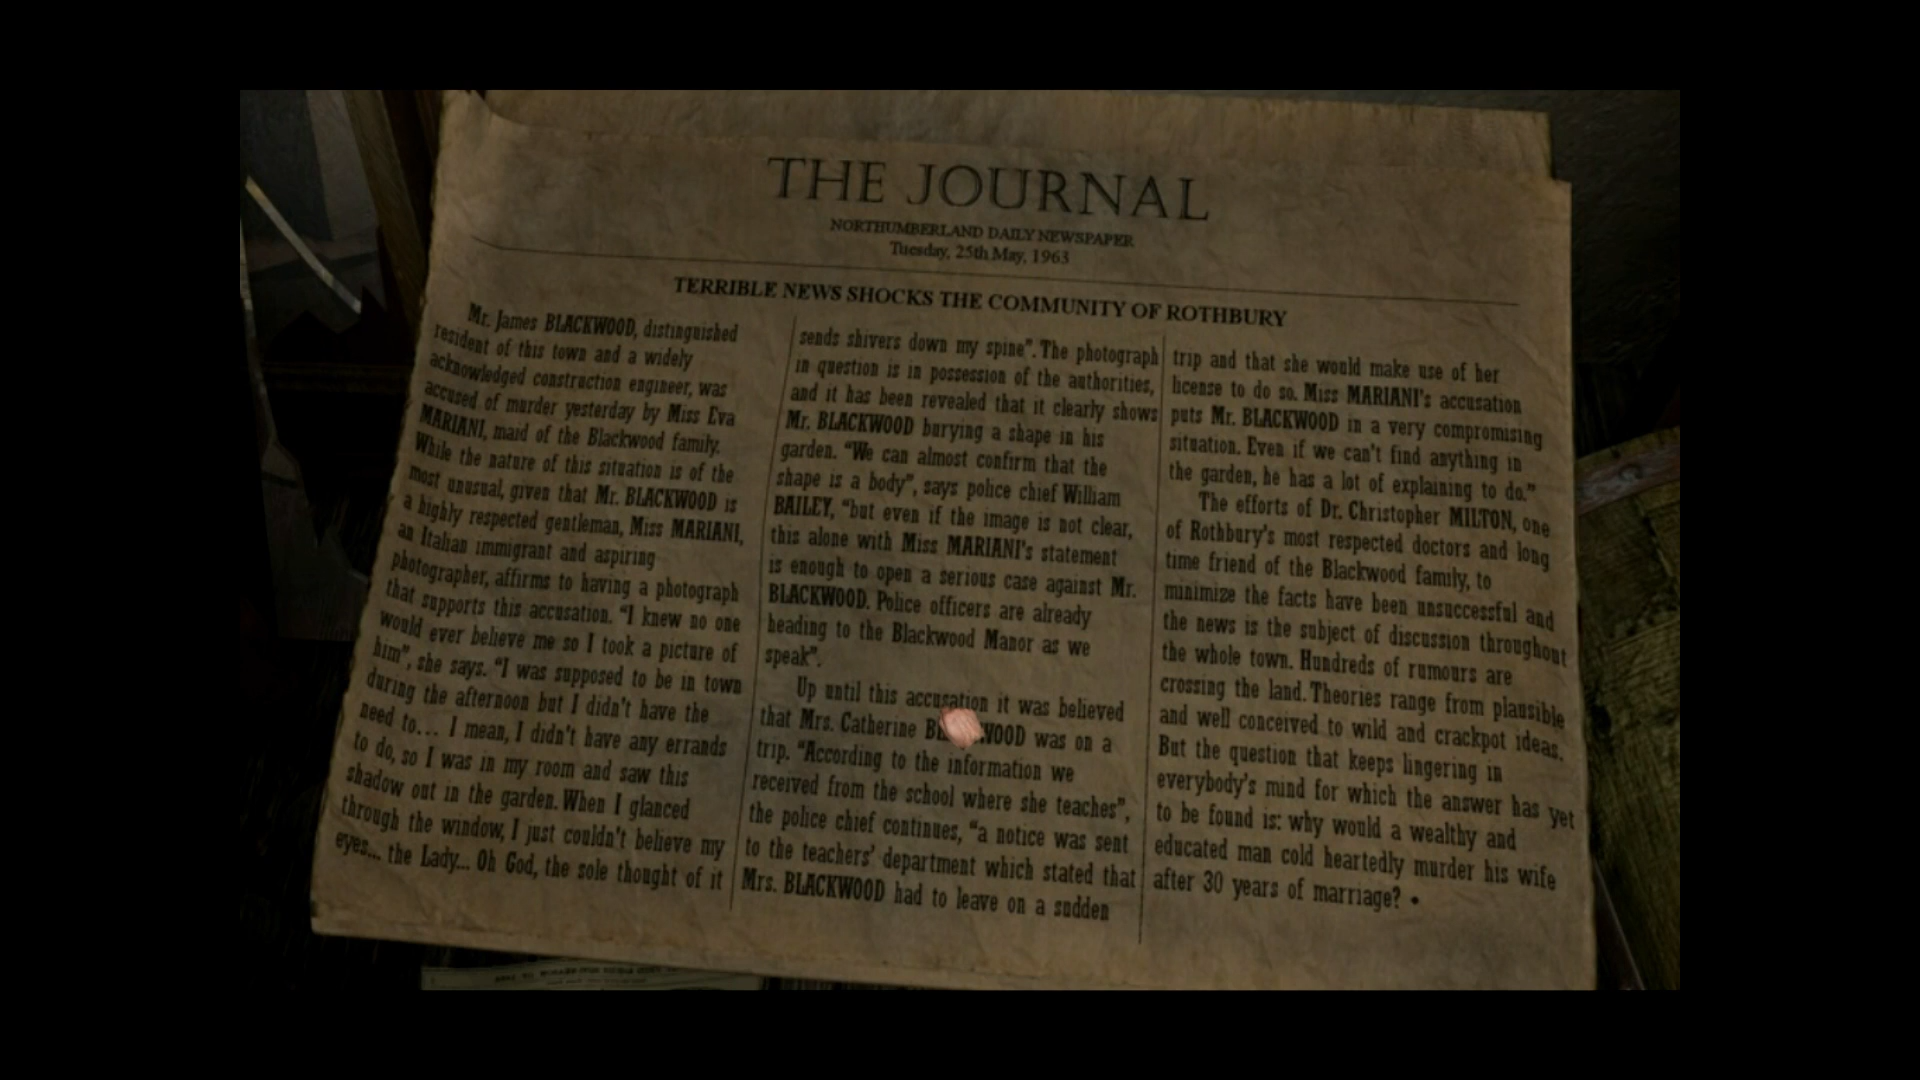 THE JOURNAL
NORTHUMBERLAND DAILY NEWSPAPER
Tuesday, 25th May, 1963
TERRIBLE NEWS SHOCKS THE COMMUNITY OF ROTHBURY
Mr. James BLACKWOOD, distinguished
resident of this town and a widely
acknowledged construction engineer, was
accused of murder yesterday by Miss Eva
MARIANI, maid of the Blackwood family.
While the nature of this situation is of the
most unusual, given that Mr. BLACKWOOD is
a highly respected gentleman, Miss MARIANI,
an Italian immigrant and aspiring
photographer, affirms to having a photograph
that supports this accusation. “I knew no one
would ever believe me so I took a picture of
him”, she says. “I was supposed to be in town
during the afternoon but I didn't have the
need to... I mean, I didn't have any errands
to do, so I was in my room and saw this
shadow out in the garden. When I glanced
through the window, I just couldn't believe my
eyes... the Lady... Oh God, the sole thought of it
sends shivers down my spine”. The photograph
in question is in possession of the authorities,
and it has been revealed that it clearly shows
Mr. BLACKWOOD burying a shape in his
garden. “We can almost confirm that the
shape is a body”, says police chief William
BAILEY, “but even if the image is not clear,
this alone with Miss MARIANI's statement
is enough to open a serious case against Mr.
BLACKWOOD. Police officers are already
heading to the Blackwood Manor as we
speak”.
Up until this accusation it was believed
that Mrs. Catherine was on a
trip. “According to the information we
received from the school where she teaches”,
the police chief continues, “a notice was sent
to the teachers' department which stated that
Mrs. BLACKWOOD had to leave on a sudden
trip and that she would make use of her
license to do so. Miss MARIANI's accusation
puts Mr. BLACKWOOD in a very compromising
situation. Even if we can't find anything in
the garden, he has a lot of explaining to do.”
The efforts of Dr. Christopher MILTON, one
of Rothbury's most respected doctors and long
time friend of the Blackwood family, to
minimize the facts have been unsuccessful and
the news is the subject of discussion throughout
the whole town. Hundreds of rumours are
crossing the land. Theories range from plausible
and well conceived to wild and crackpot ideas.
But the question that keeps lingering in
everybody's mind for which the answer has yet
to be found is: why would a wealthy and
educated man cold heartedly murder his wife
after 30 years of marriage? •